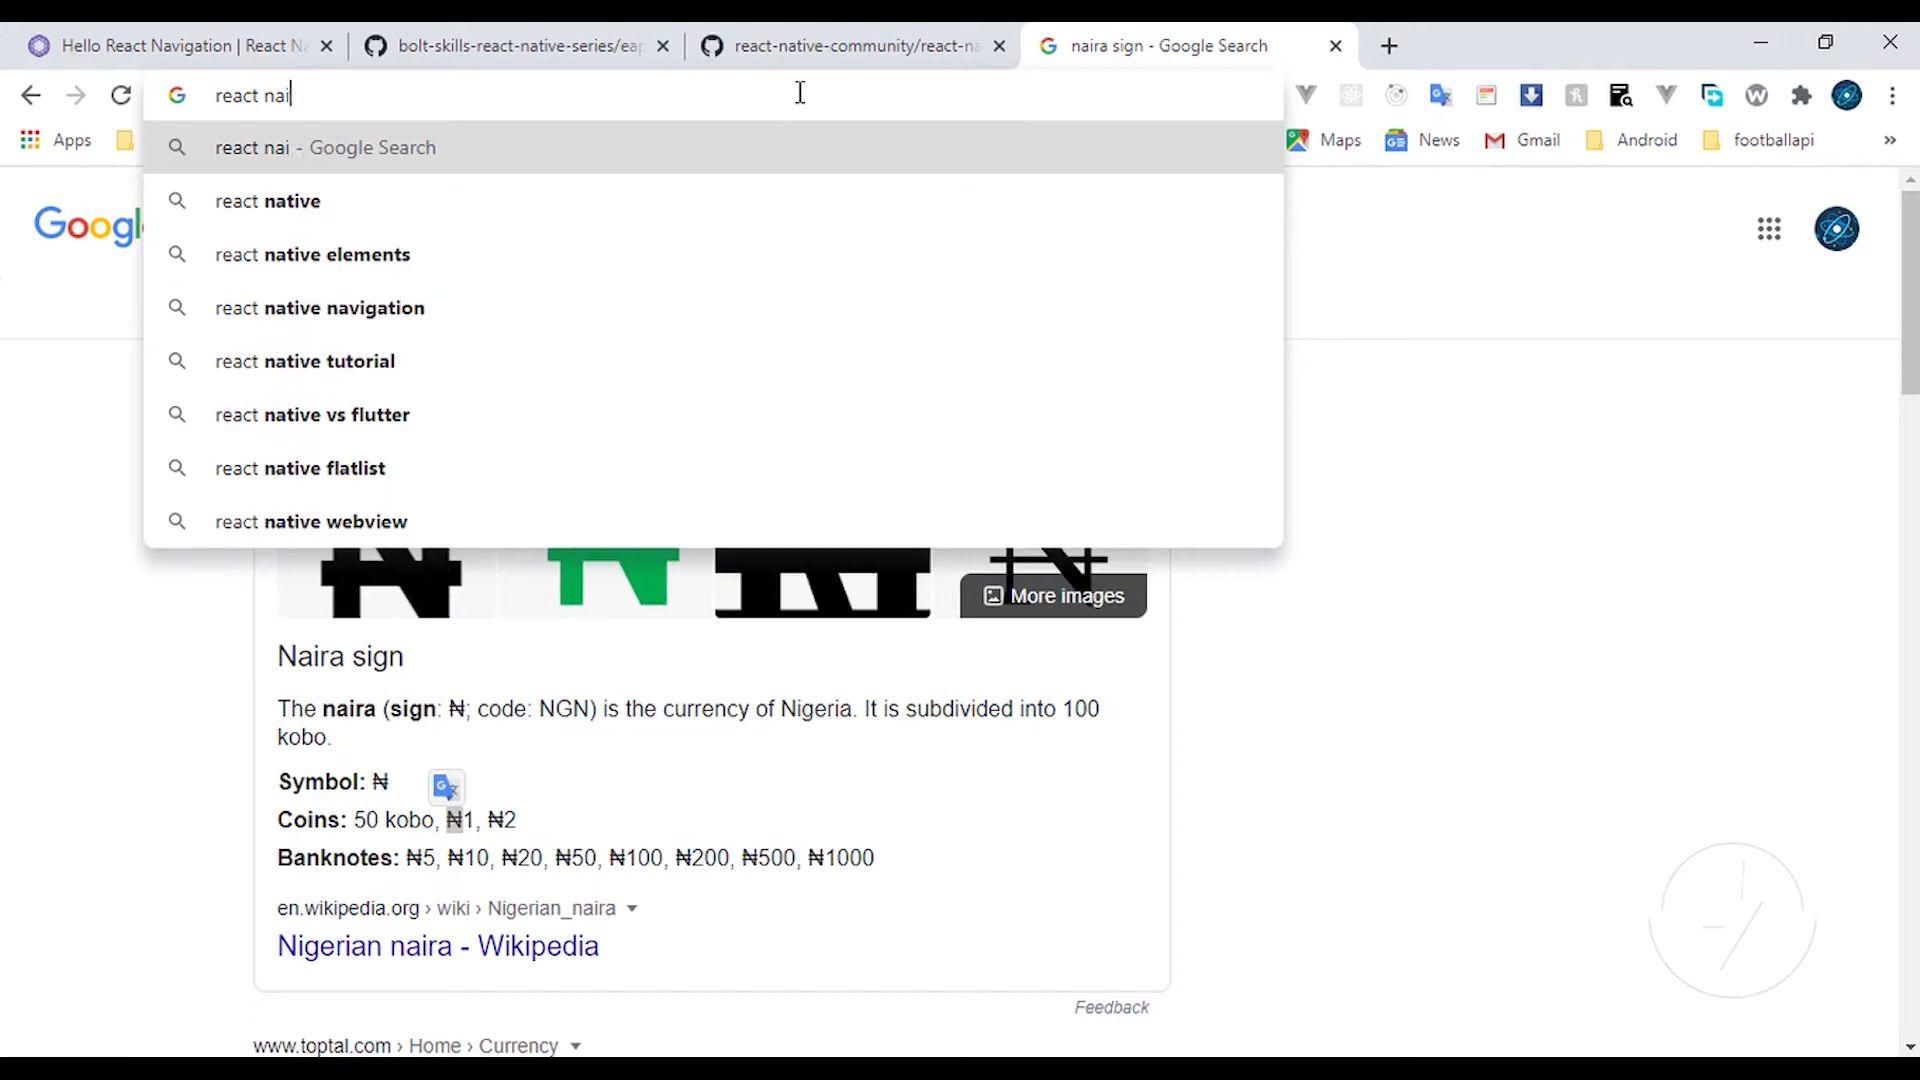 Hello React Navigation | React N
bolt-skills-react-native-series/eap
react-native-community/react-na
naira sign - Google Search
react nai
Apps
Maps
News
Gmail
Android
footballapi
»
react nai - Google Search
react native
react native elements
react native navigation
react native tutorial
react native vs flutter
react native flatlist
react native webview
Googl
More images
Naira sign
The naira (sign: ₦; code: NGN) is the currency of Nigeria. It is subdivided into 100
kobo.
Symbol: ₦
Coins: 50 kobo, ₦1, ₦2
Banknotes: ₦5, ₦10, ₦20, ₦50, ₦100, ₦200, ₦500, ₦1000
en.wikipedia.org › wiki › Nigerian_naira
Nigerian naira - Wikipedia
Feedback
www.toptal.com › Home › Currency